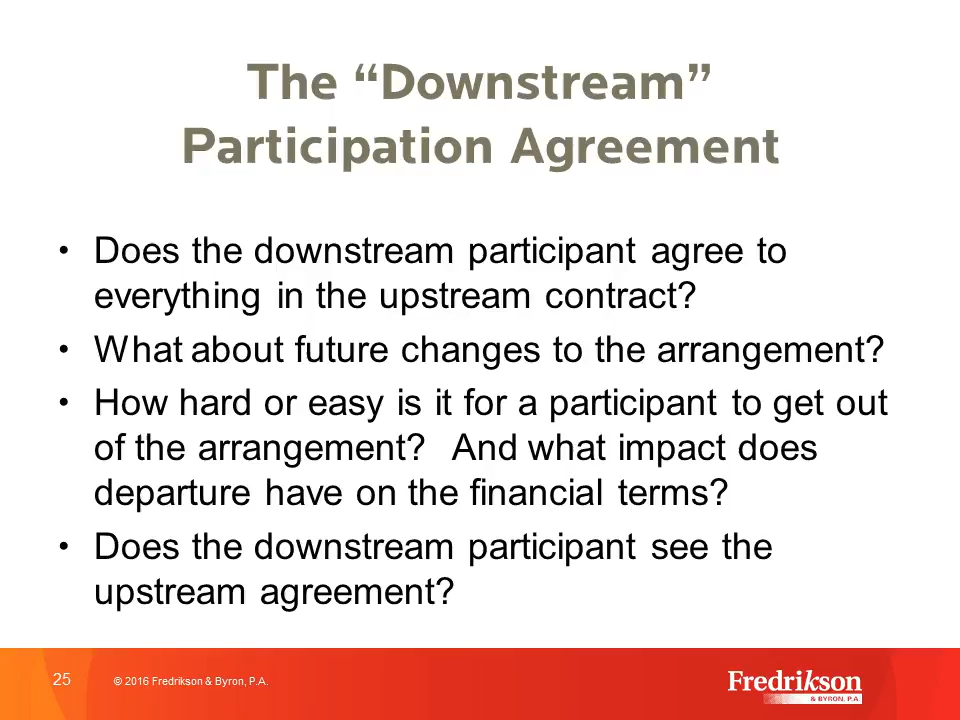 The “Downstream”
Participation Agreement
• Does the downstream participant agree to
everything in the upstream contract?
• What about future changes to the arrangement?
• How hard or easy is it for a participant to get out
of the arrangement?  And what impact does
departure have on the financial terms?
• Does the downstream participant see the
upstream agreement?
25
© 2016 Fredrikson & Byron, P.A.
Fredrikson
& BYRON, P.A.